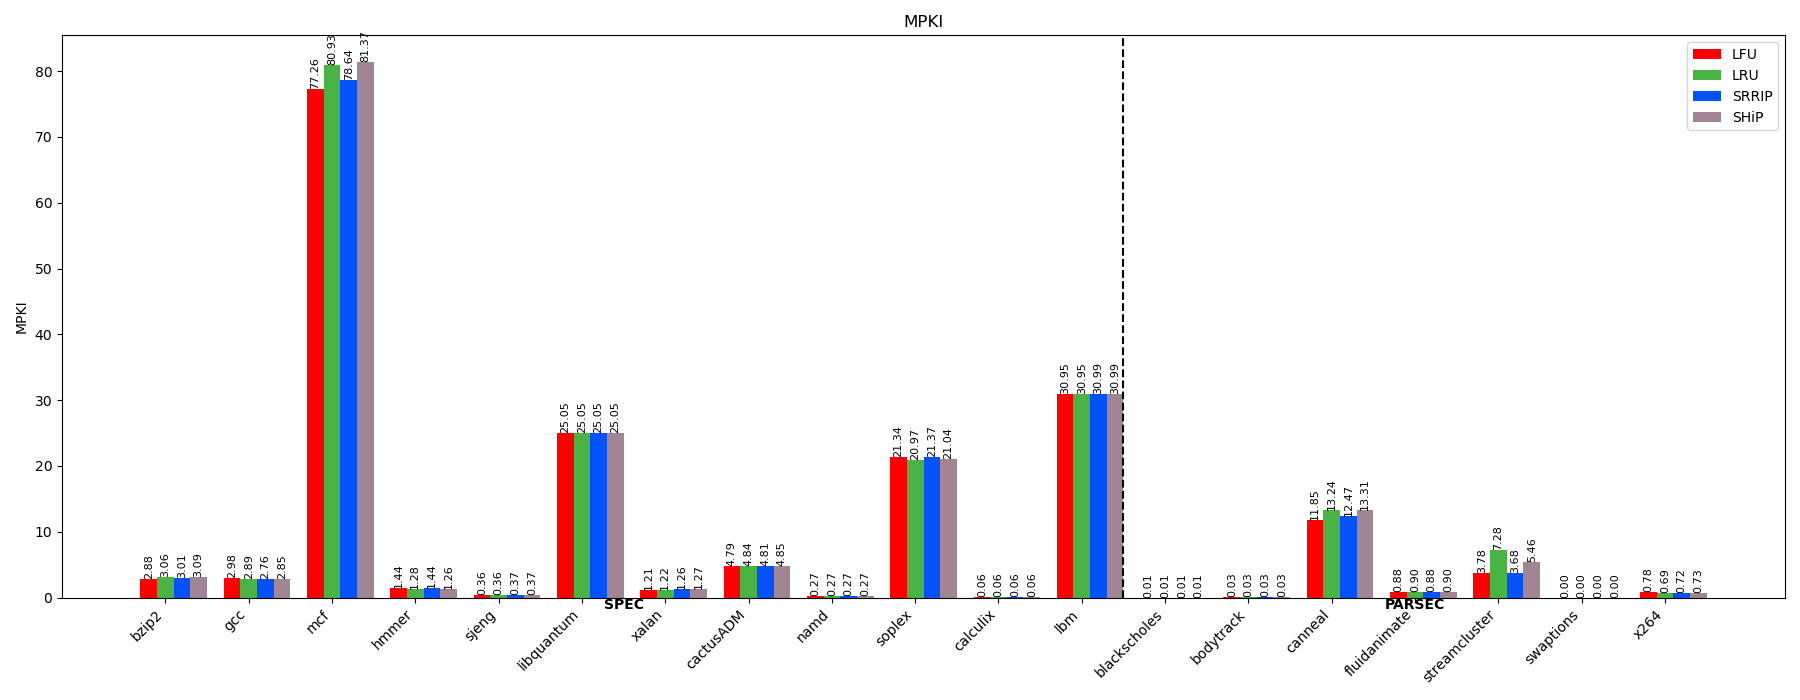 MPKI
LFU
LRU
SRRIP
SHiP
MPKI
80
70
60
50
40
30
20
10
0
2.88 3.06 3.01 3.09
2.98 2.89 2.76 2.85
77.26 80.93 78.64 81.37
1.44 1.28 1.44 1.26
0.36 0.36 0.37 0.37
25.05 25.05 25.05 25.05
1.21 1.22 1.26 1.27
4.79 4.84 4.81 4.85
0.27 0.27 0.27 0.27
21.34 20.97 21.37 21.04
0.06 0.06 0.06 0.06
30.95 30.95 30.99 30.99
0.01 0.01 0.01 0.01
0.03 0.03 0.03 0.03
11.85 13.24 12.47 13.31
0.88 0.90 0.88 0.90
3.78 7.28 3.68 5.46
0.00 0.00 0.00 0.00
0.78 0.69 0.72 0.73
SPEC
PARSEC
bzip2
gcc
mcf
hmmer
sjeng
libquantum
xalan
cactusADM
namd
soplex
calculix
lbm
blackscholes
bodytrack
canneal
fluidanimate
streamcluster
swaptions
x264